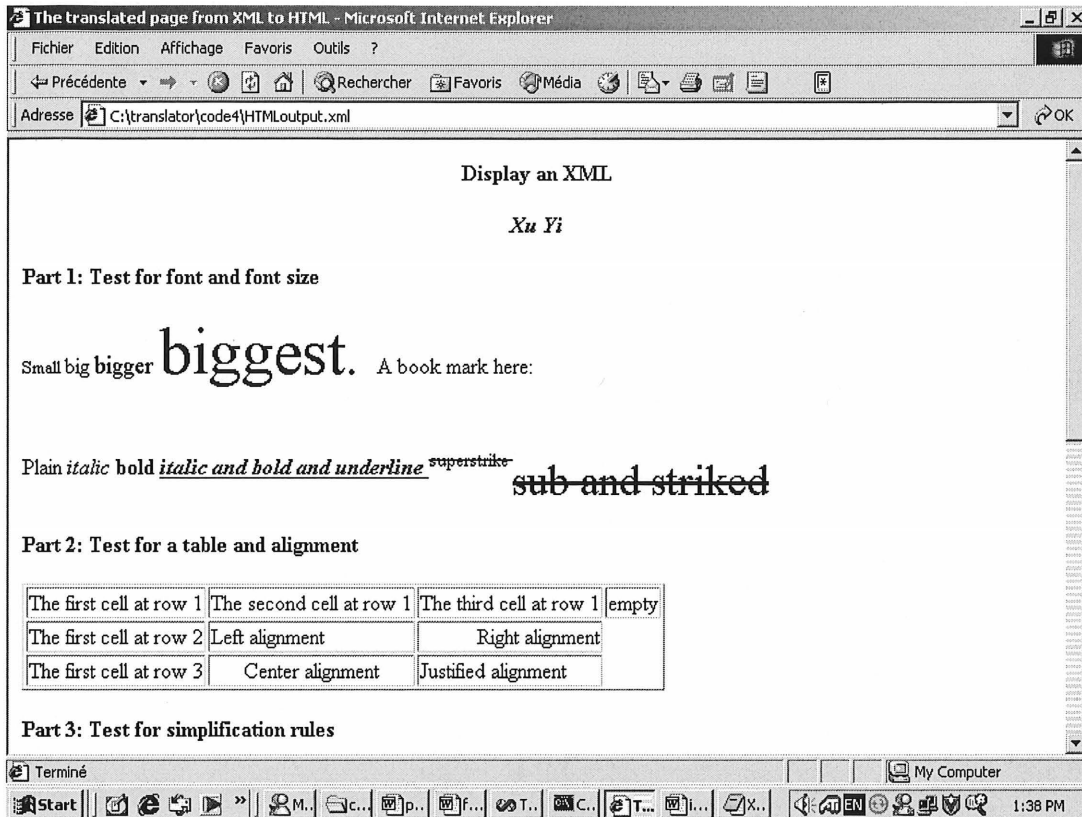 The translated page from XML to HTML - Microsoft Internet Explorer
Fichier Edition Affichage Favoris Outils ?
Précédente Rechercher Favoris Média
Adresse C:\translator\code4\HTMLoutput.xml OK
Display an XML
Xu Yi
Part 1: Test for font and font size
Small big bigger biggest. A book mark here:
Plain italic bold italic and bold and underline superstrike sub and striked
Part 2: Test for a table and alignment
The first cell at row 1 The second cell at row 1 The third cell at row 1 empty
The first cell at row 2 Left alignment Right alignment
The first cell at row 3 Center alignment Justified alignment
Part 3: Test for simplification rules
Terminé My Computer
Start » M.. c... p... f... T... C... T... i... X... EN 1:38 PM